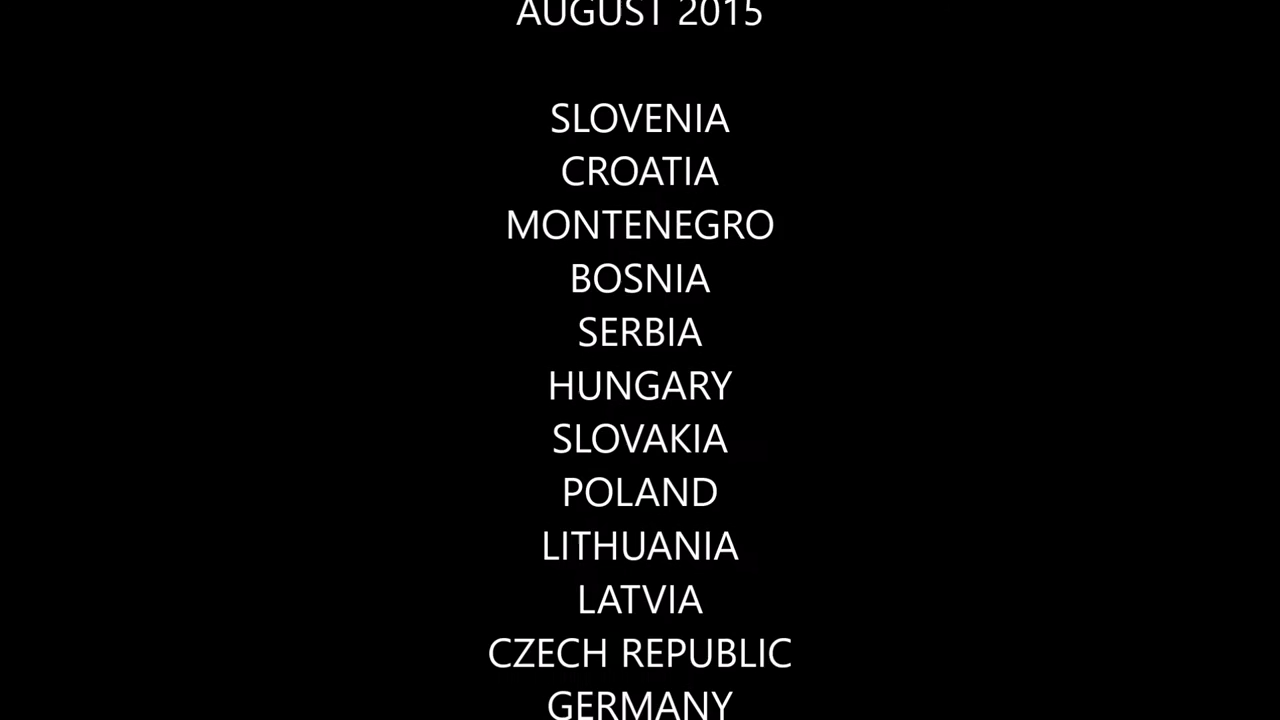 AUGUST 2015
SLOVENIA
CROATIA
MONTENEGRO
BOSNIA
SERBIA
HUNGARY
SLOVAKIA
POLAND
LITHUANIA
LATVIA
CZECH REPUBLIC
GERMANY